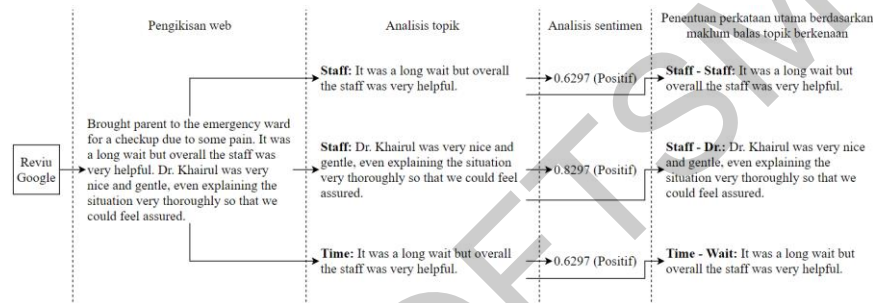 Pengikisan web
Analisis topik
Analisis sentimen
Penentuan perkataan utama berdasarkan
maklum balas topik berkenaan
Reviu
Google
Brought parent to the emergency ward
for a checkup due to some pain. It was
a long wait but overall the staff was
very helpful. Dr. Khairul was very
nice and gentle, even explaining the
situation very thoroughly so that we
could feel assured.
Staff: It was a long wait but overall
the staff was very helpful.
0.6297 (Positif)
Staff - Staff: It was a long wait but
overall the staff was very helpful.
Staff: Dr. Khairul was very nice and
gentle, even explaining the situation
very thoroughly so that we could feel
assured.
0.8297 (Positif)
Staff - Dr.: Dr. Khairul was very nice
and gentle, even explaining the
situation very thoroughly so that we
could feel assured.
Time: It was a long wait but overall
the staff was very helpful.
0.6297 (Positif)
Time - Wait: It was a long wait but
overall the staff was very helpful.
FTSM